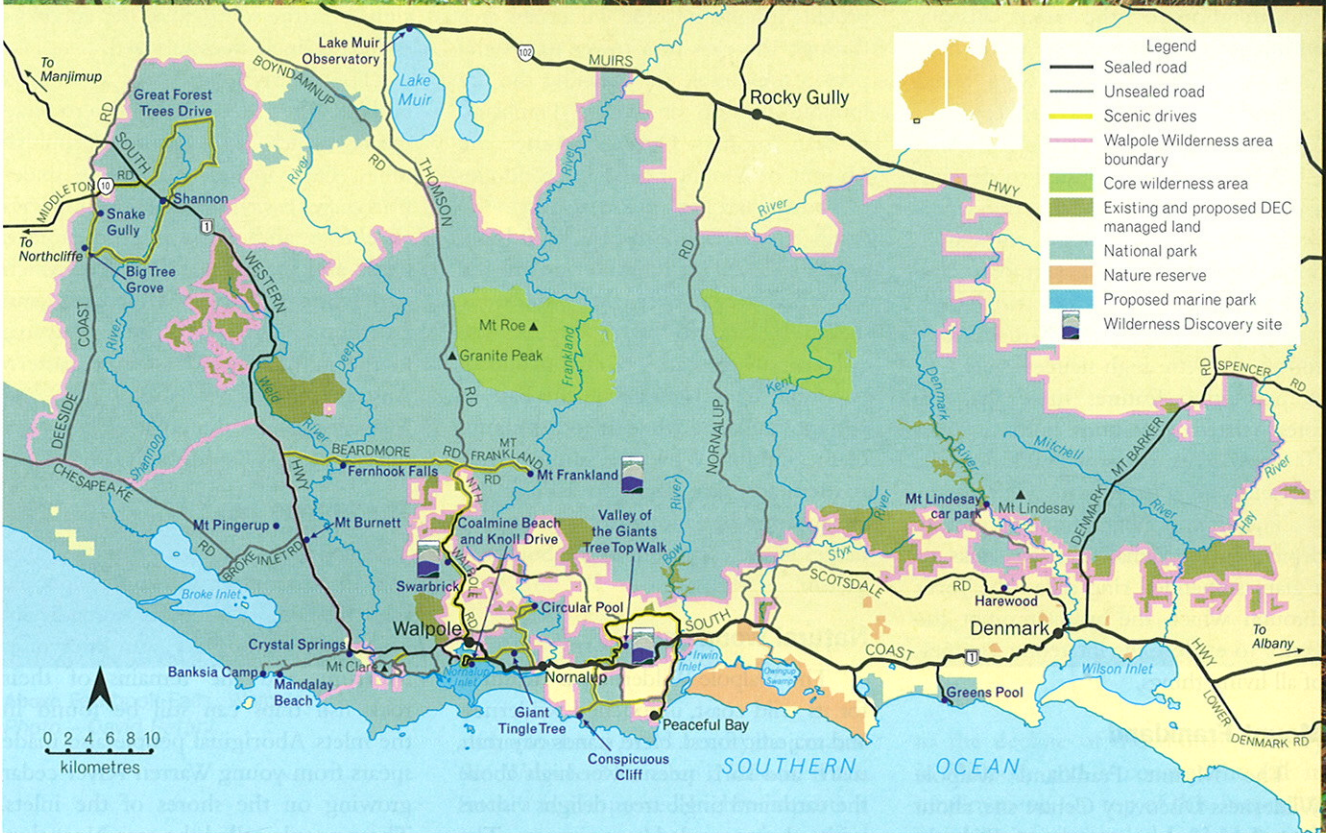 Lake Muir
Observatory
102
MUIRS
To
Manjimup
BOYNDAMNUP
RD
Lake
Muir
Great Forest
Trees Drive
RD
SOUTH
Rocky Gully
River
River
THOMSON
HWY
MIDDLETON
RD
10
Shannon
Snake
Gully
1
To
Northcliffe
Big Tree
Grove
WESTERN
River
RD
COAST
River
Mt Roe
Granite Peak
Frankland
Deen
Weld
River
RD
Kent
Denmark
River
DEESIDE
Shannon
NORNALUP
RD
SPENCER
RD
MT BARKER
Mitchell
River
River
Hay
BEARDMORE
RD
MT
FRANKLAND
RD
Fernhook Falls
Mt Frankland
NTH
HWY
CHESAPEAKE
RD
Mt Pingerup
Mt Burnett
BROKE
INLET RD
Broke Inlet
Coalmine Beach
and Knoll Drive
Valley of
the Giants
Tree Top Walk
River
Bow
River
Styx
Mt Lindesay
car park
Mt Lindesay
DENMARK
Swarbrick
WALPOLE
RD
Circular Pool
SCOTSDALE
RD
Harewood
Walpole
SOUTH
COAST
1
Denmark
HWY
To
Albany
Crystal Springs
Mt Clare
Nornalup
Inlet
Nornalup
Irwin
Inlet
Owingup
Swamp
Wilson Inlet
Banksia Camp
Mandalay
Beach
Giant
Tingle Tree
Peaceful Bay
Greens Pool
LOWER
DENMARK RD
Conspicuous
Cliff
SOUTHERN OCEAN
0 2 4 6 8 10
kilometres
Legend
Sealed road
Unsealed road
Scenic drives
Walpole Wilderness area
boundary
Core wilderness area
Existing and proposed DEC
managed land
National park
Nature reserve
Proposed marine park
Wilderness Discovery site